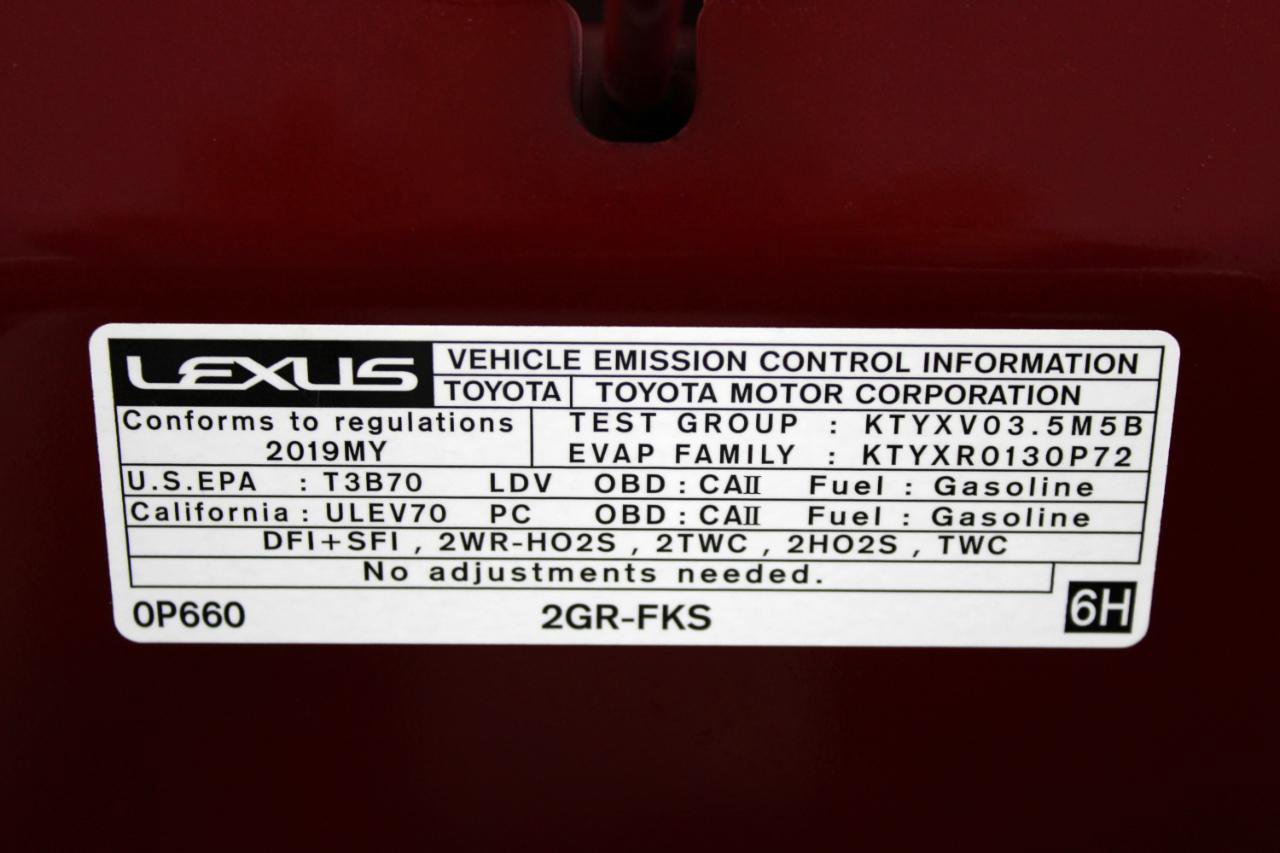 LEXUS VEHICLE EMISSION CONTROL INFORMATION
TOYOTA TOYOTA MOTOR CORPORATION
Conforms to regulations TEST GROUP : KTYXV03.5M5B
2019MY EVAP FAMILY : KTYXR0130P72
U.S.EPA : T3B70 LDV OBD : CAII Fuel : Gasoline
California : ULEV70 PC OBD : CAII Fuel : Gasoline
DFI+SFI , 2WR-HO2S , 2TWC , 2HO2S , TWC
No adjustments needed.
0P660 2GR-FKS 6H